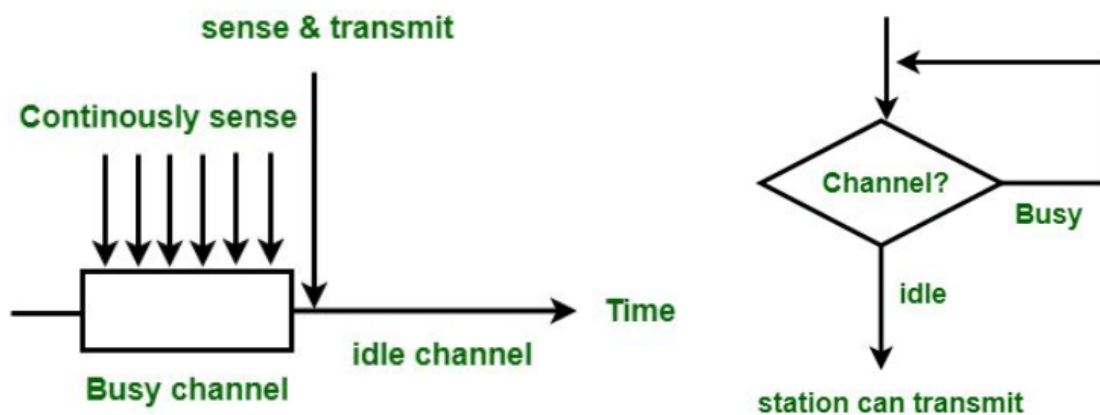 sense & transmit
Continously sense
Busy channel
idle channel
Time
Channel?
Busy
idle
station can transmit